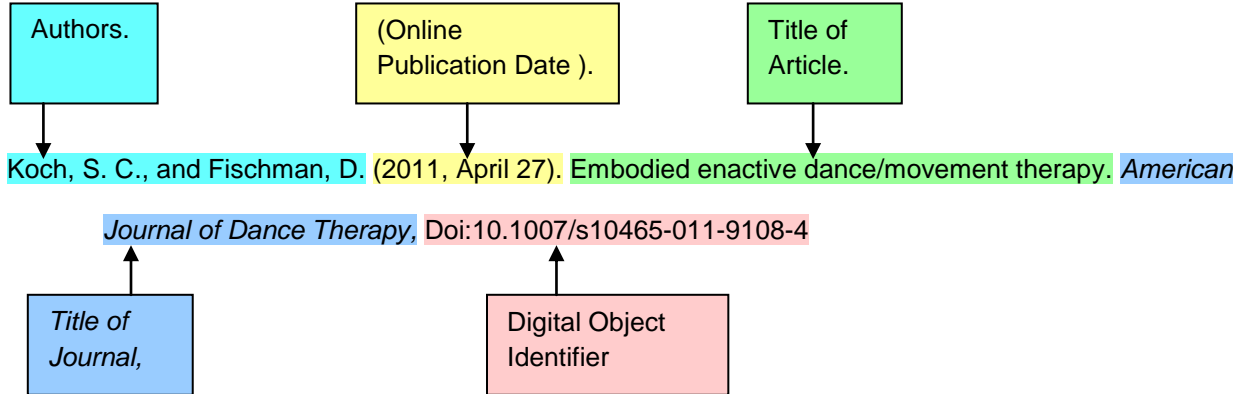 Authors.
(Online
Publication Date ).
Title of
Article.
Koch, S. C., and Fischman, D. (2011, April 27). Embodied enactive dance/movement therapy. American
Journal of Dance Therapy, Doi:10.1007/s10465-011-9108-4
Title of
Journal,
Digital Object
Identifier